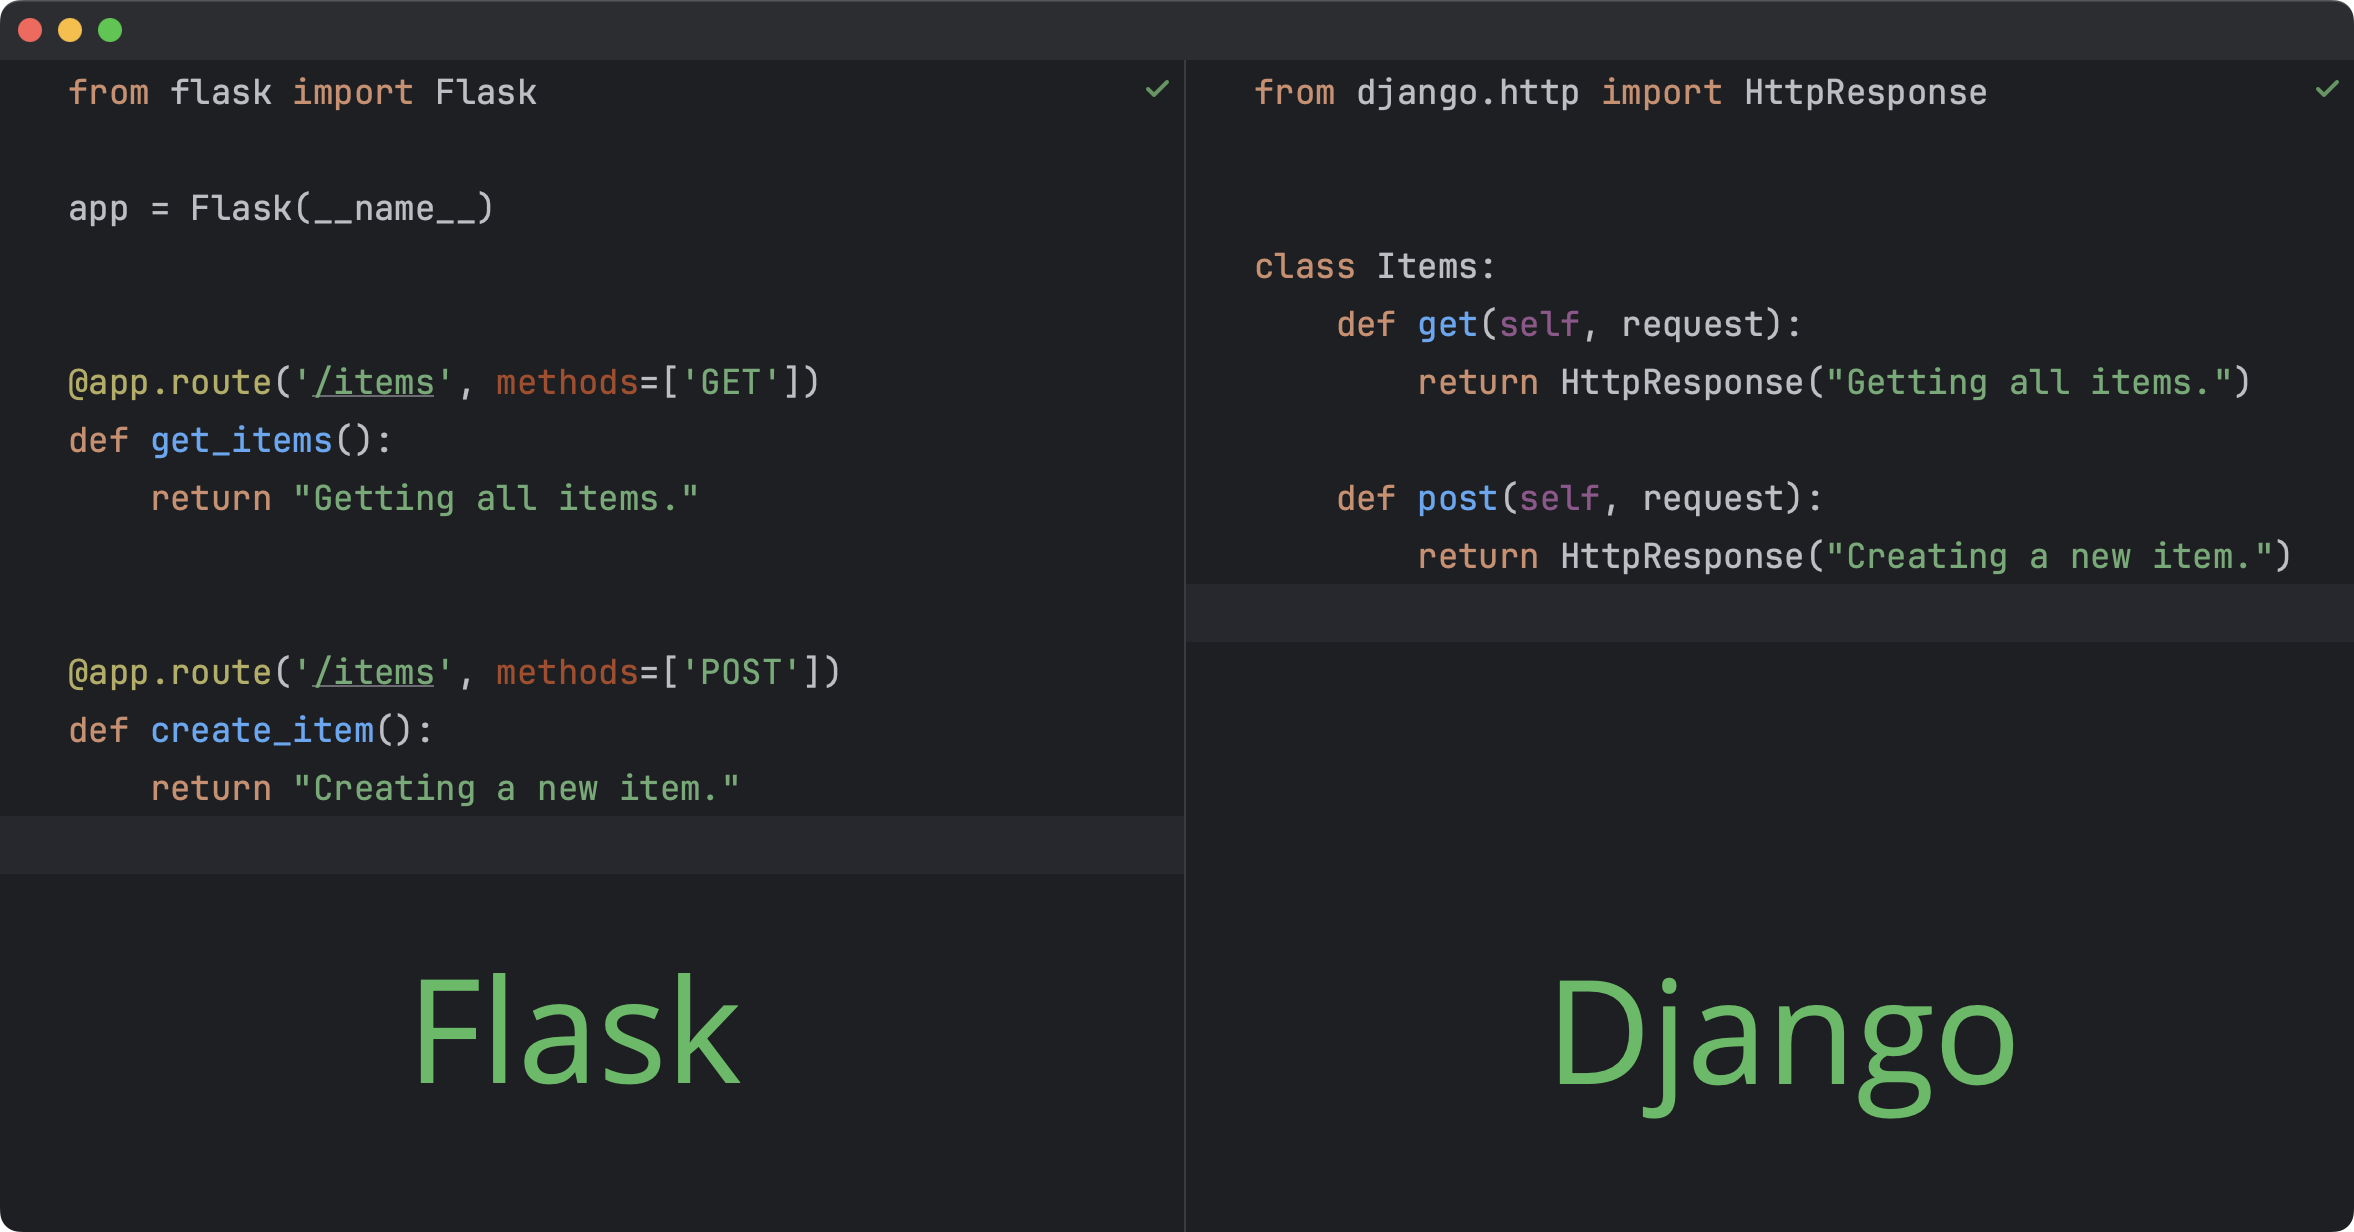 from flask import Flask
app = Flask(__name__)
@app.route('/items', methods=['GET'])
def get_items():
    return "Getting all items."
@app.route('/items', methods=['POST'])
def create_item():
    return "Creating a new item."
Flask
from django.http import HttpResponse
class Items:
    def get(self, request):
        return HttpResponse("Getting all items.")
    def post(self, request):
        return HttpResponse("Creating a new item.")
Django